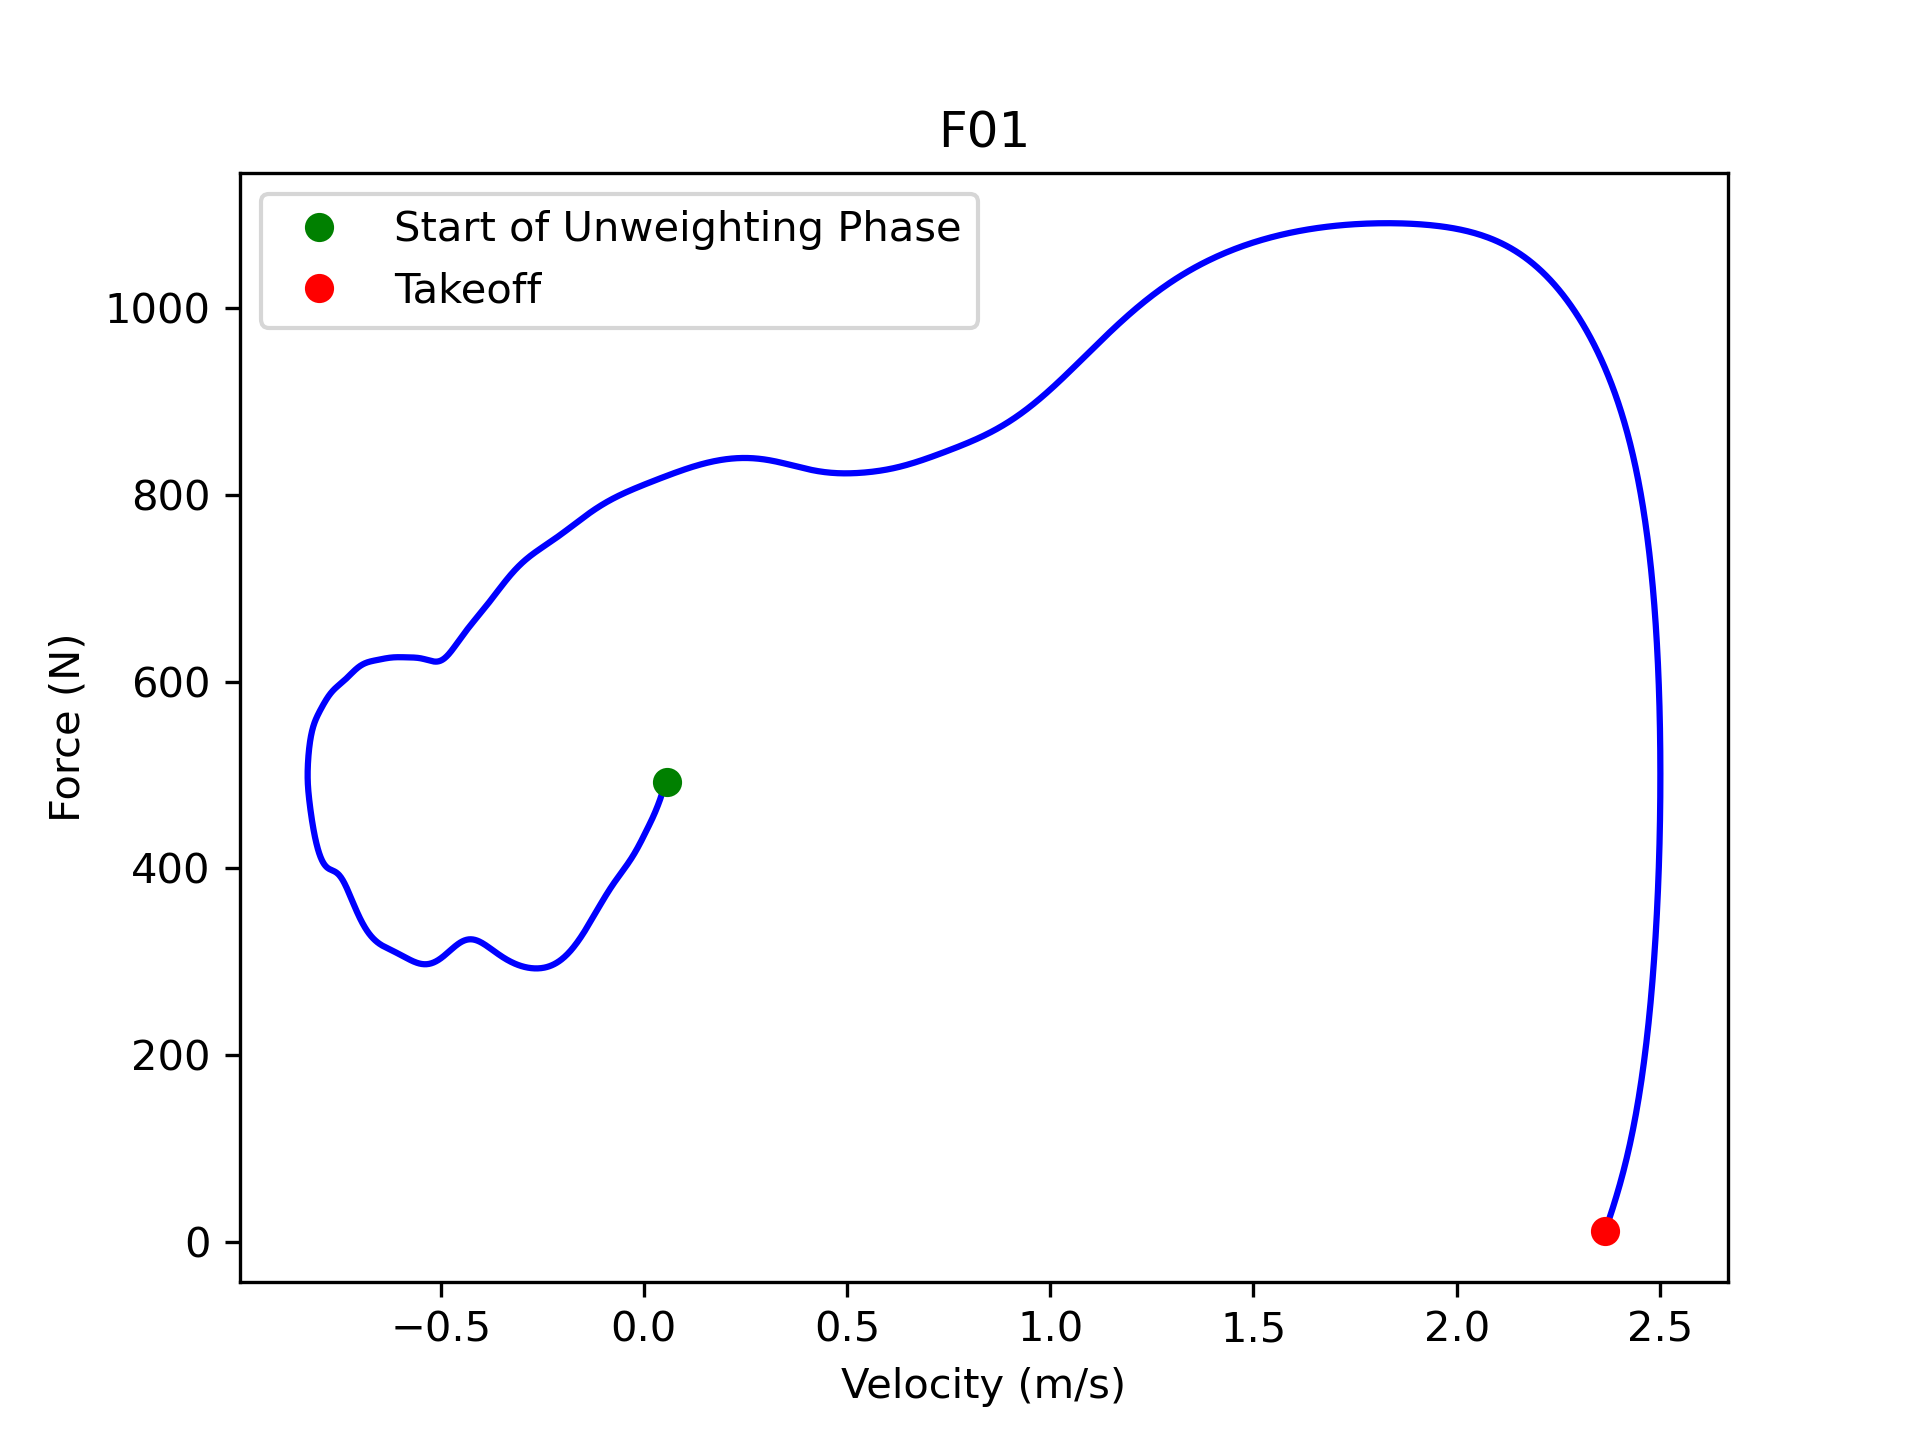 F01
Start of Unweighting Phase
Takeoff
Force (N)
1000
800
600
400
200
0
−0.5 0.0 0.5 1.0 1.5 2.0 2.5
Velocity (m/s)